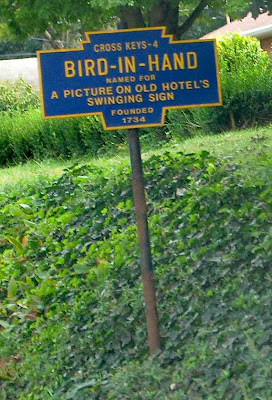 CROSS KEYS-4
BIRD-IN-HAND
NAMED FOR
A PICTURE ON OLD HOTEL'S
SWINGING SIGN
FOUNDED
1734